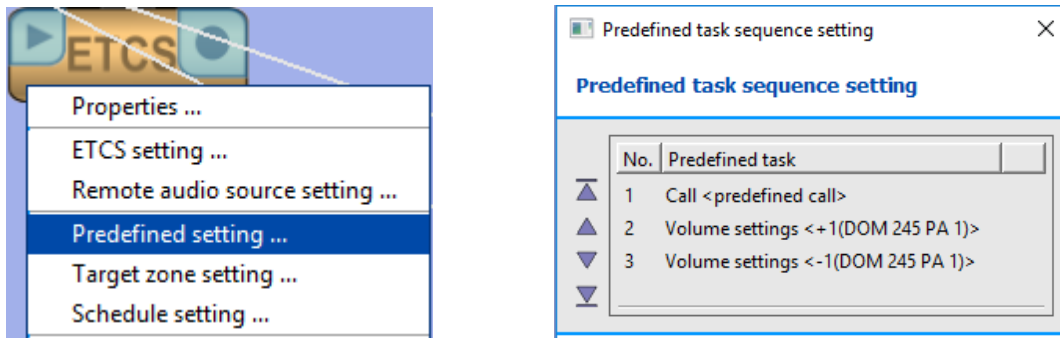 ETCS
Properties ...
ETCS setting ...
Remote audio source setting ...
Predefined setting ...
Target zone setting ...
Schedule setting ...
Predefined task sequence setting
Predefined task sequence setting
No. Predefined task
1 Call <predefined call>
2 Volume settings <+1(DOM 245 PA 1)>
3 Volume settings <-1(DOM 245 PA 1)>